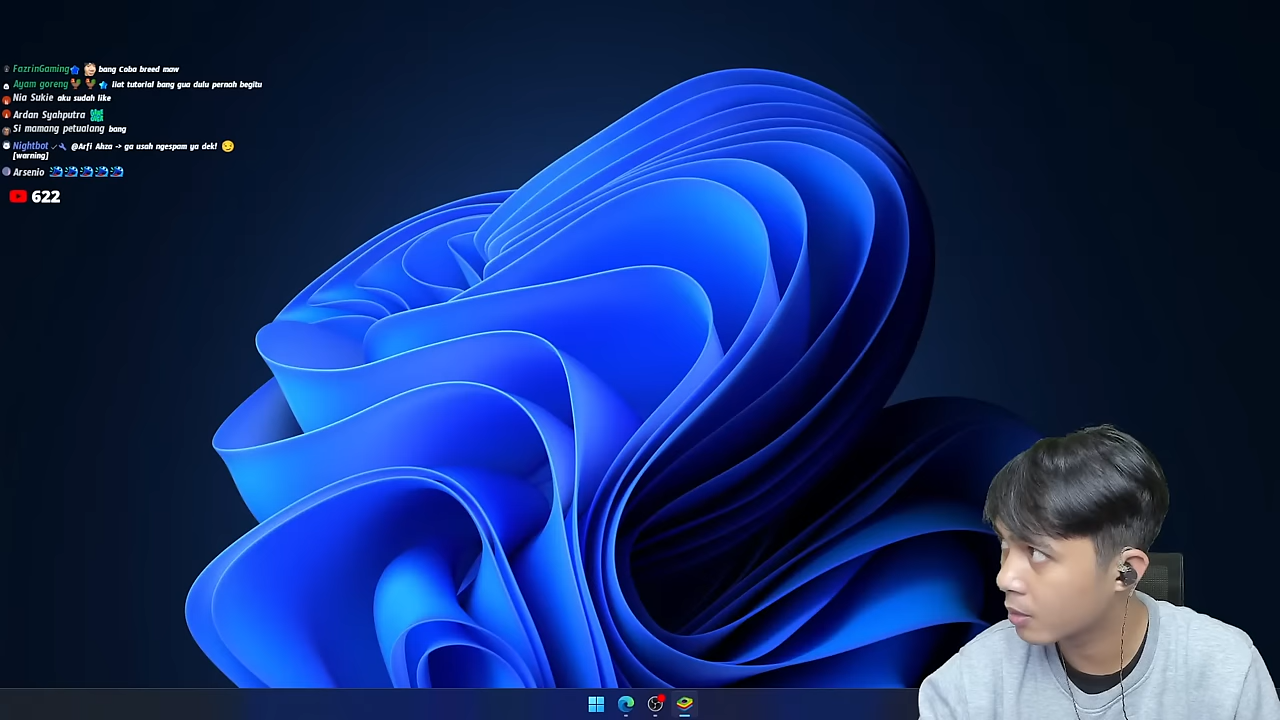 FazrinGaming bang Coba breed maw
Ayam goreng liat tutorial bang gua dulu pernah begitu
Nia Sukie aku sudah like
Ardan Syahputra
Si mamang petualang bang
Nightbot @Arfi Ahza -> ga usah ngespam ya dek!
[warning]
Arsenio
622